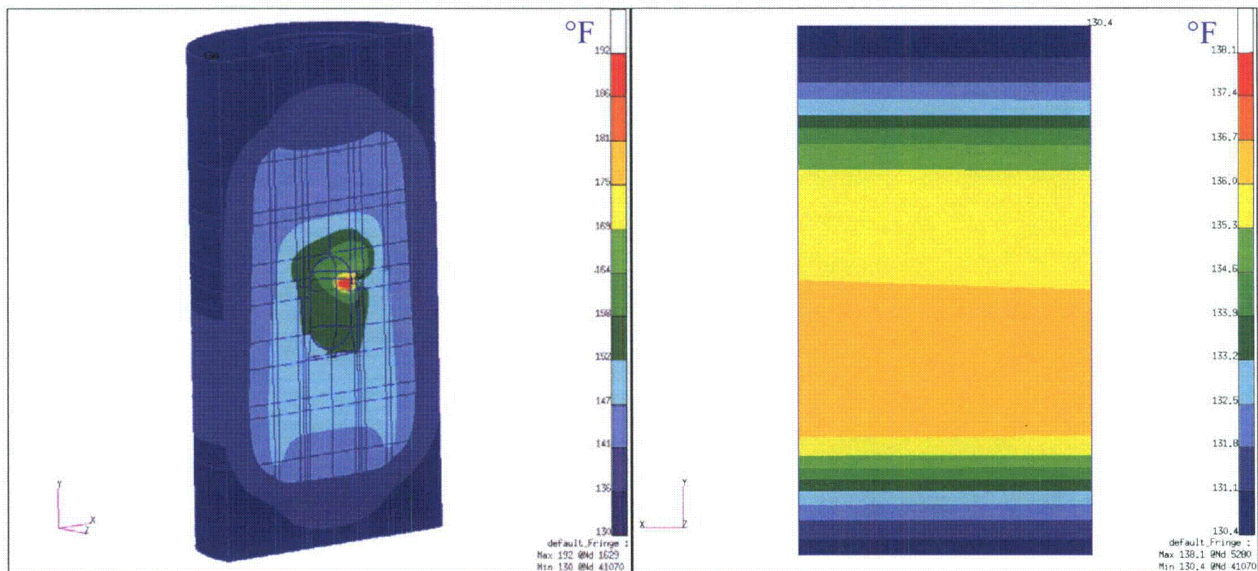 °F
192
186
181
175
169
164
158
152
147
141
136
130
Y
X
Z
default_Fringe :
Max 192 @Nd 1629
Min 130 @Nd 41070
130.4
°F
138.1
137.4
136.7
136.0
135.3
134.6
133.9
133.2
132.5
131.8
131.1
130.4
Y
X
Z
default_Fringe :
Max 138.1 @Nd 5280
Min 130.4 @Nd 41070